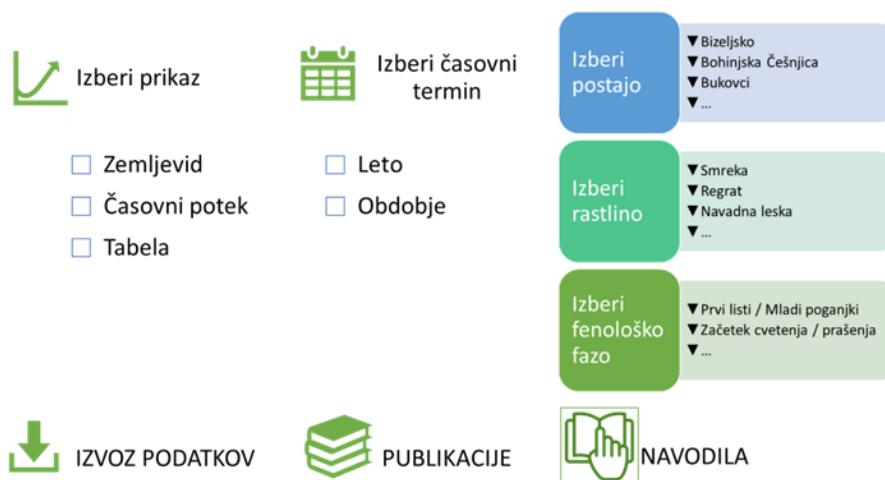 Izberi prikaz
Zemljevid
Časovni potek
Tabela
Izberi časovni
termin
Leto
Obdobje
Izberi
postajo
▼ Bizeljsko
▼ Bohinjska Češnjica
▼ Bukovci
▼ ...
Izberi
rastlino
▼ Smreka
▼ Regrat
▼ Navadna leska
▼ ...
Izberi
fenološko
fazo
▼ Prvi listi / Mladi poganjki
▼ Začetek cvetenja / prašenja
▼ ...
IZVOZ PODATKOV
PUBLIKACIJE
NAVODILA